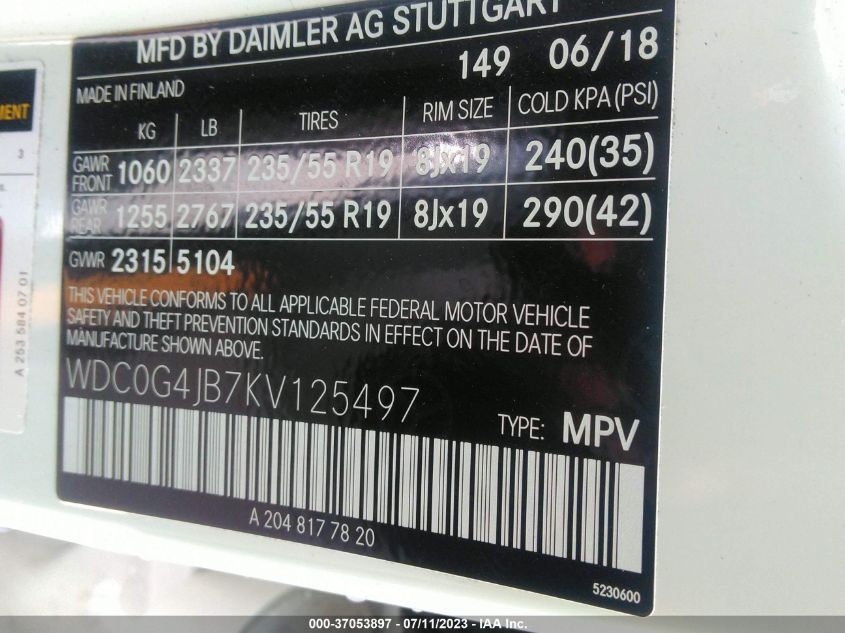 MFD BY DAIMLER AG STUTTGART
149 06/18
MADE IN FINLAND
KG LB TIRES RIM SIZE COLD KPA(PSI)
GAWR FRONT 1060 2337 235/55 R19 8Jx19 240(35)
GAWR REAR 1255 2767 235/55 R19 8Jx19 290(42)
GVWR 2315 5104
THIS VEHICLE CONFORMS TO ALL APPLICABLE FEDERAL MOTOR VEHICLE
SAFETY AND THEFT PREVENTION STANDARDS IN EFFECT ON THE DATE OF
MANUFACTURE SHOWN ABOVE.
WDC0G4JB7KV125497
TYPE: MPV
A 204 817 78 20
5230600
3
A 253 584 07 01
000-37053897 - 07/11/2023 - IAA Inc.